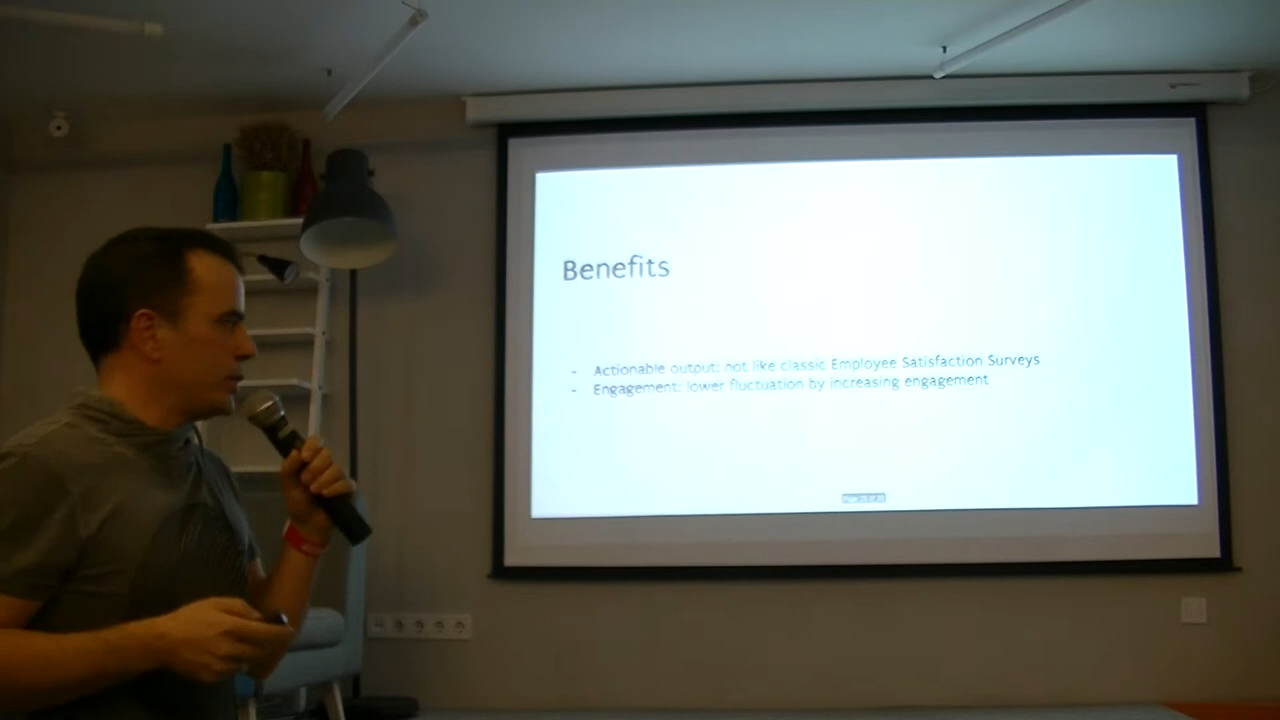 Benefits
- Actionable output: not like classic Employee Satisfaction Surveys
- Engagement: lower fluctuation by increasing engagement